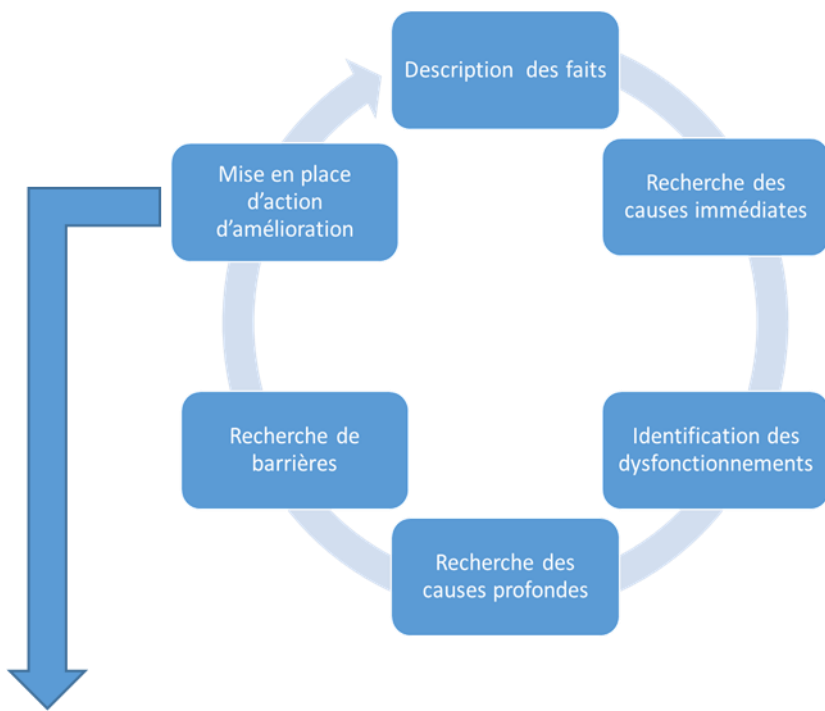 Description des faits
Recherche des
causes immédiates
Identification des
dysfonctionnements
Recherche des
causes profondes
Recherche de
barrières
Mise en place
d'action
d'amélioration